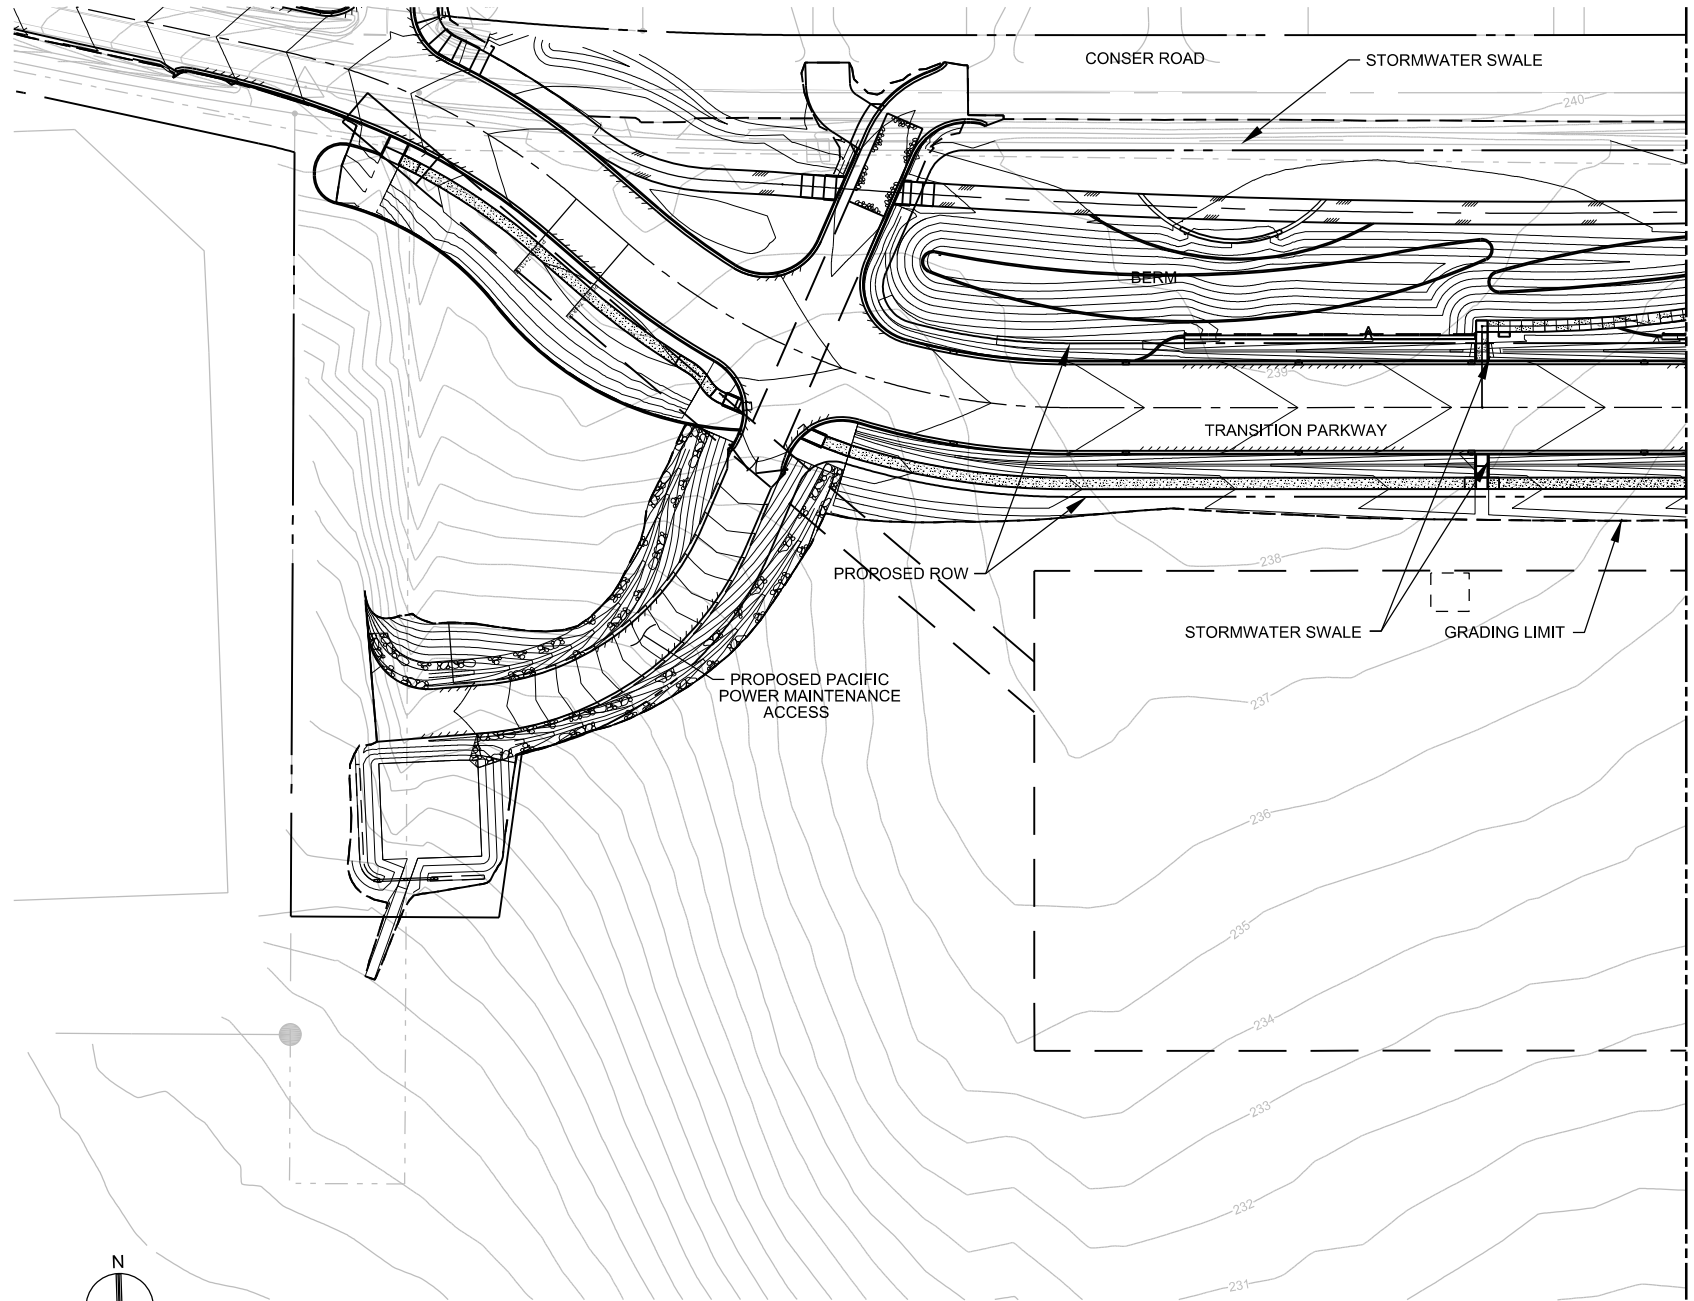 CONSER ROAD
STORMWATER SWALE
240
BERM
A
239
TRANSITION PARKWAY
238
PROPOSED ROW
STORMWATER SWALE
GRADING LIMIT
PROPOSED PACIFIC
POWER MAINTENANCE
ACCESS
237
236
235
234
233
232
231
N